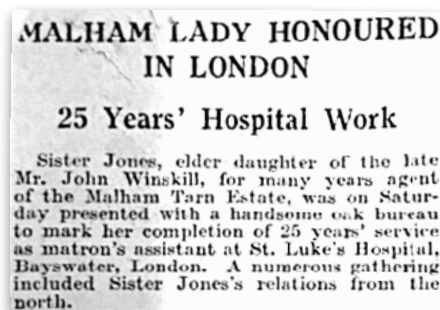 MALHAM LADY HONOURED
IN LONDON
25 Years' Hospital Work
Sister Jones, elder daughter of the late
Mr. John Winskill, for many years agent
of the Malham Tarn Estate, was on Satur-
day presented with a handsome oak bureau
to mark her completion of 25 years' service
as matron's assistant at St. Luke's Hospital,
Bayswater, London. A numerous gathering
included Sister Jones's relations from the
north.